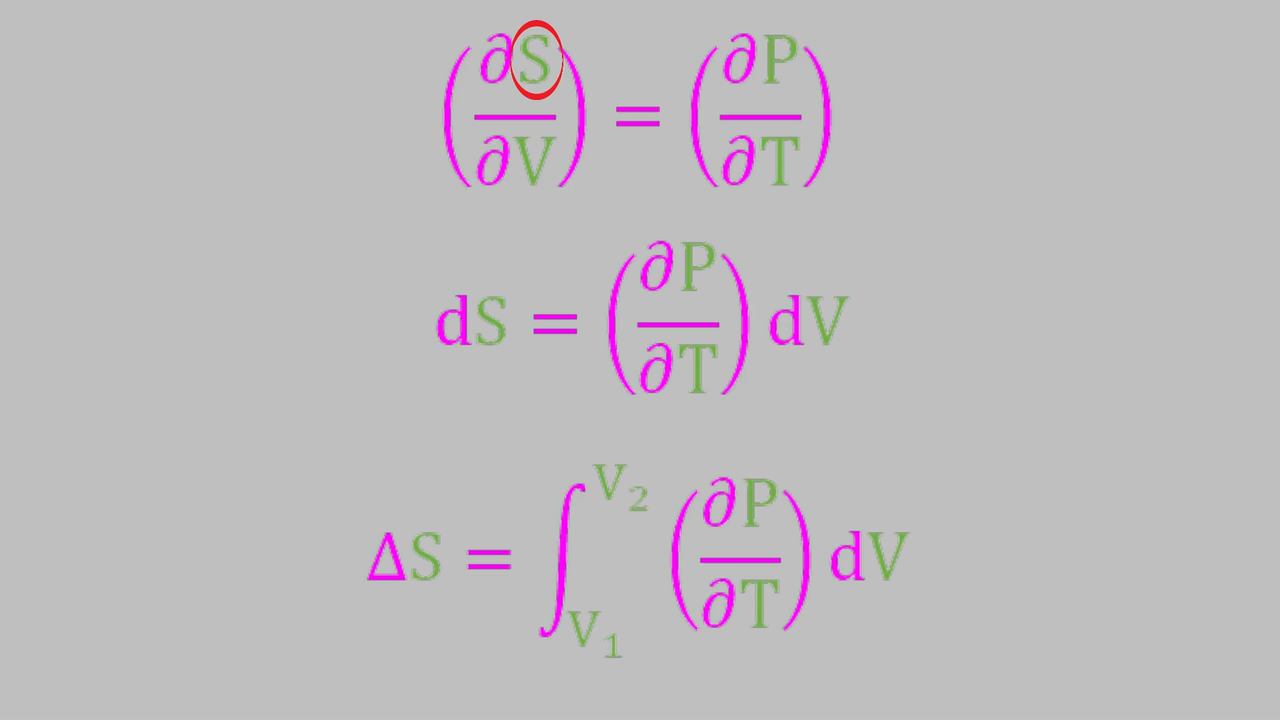 (∂S/∂V) = (∂P/∂T)
dS = (∂P/∂T) dV
ΔS = ∫_{V₁}^{V₂} (∂P/∂T) dV